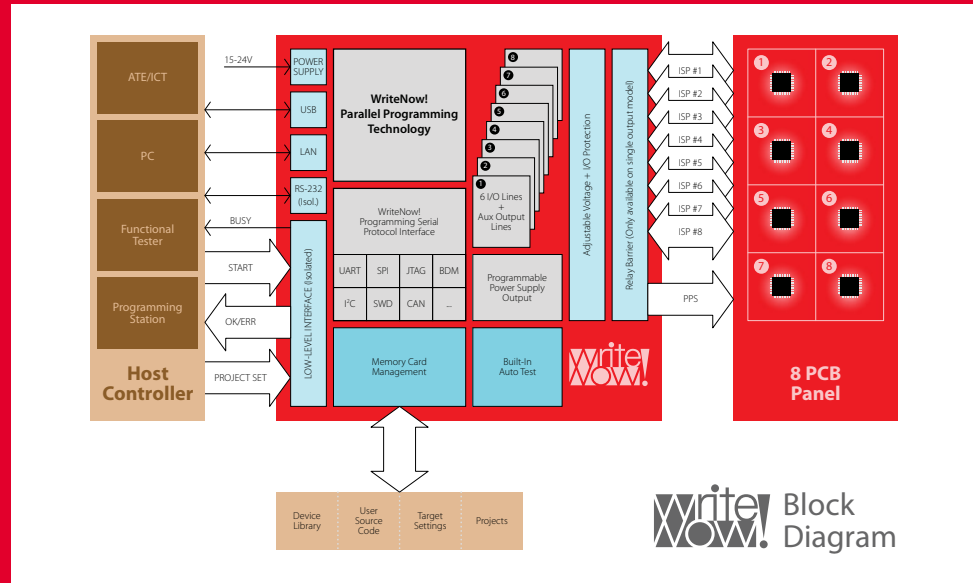 ATE/ICT
PC
Functional
Tester
Programming
Station
Host
Controller
15-24V
BUSY
START
OK/ERR
PROJECT SET
POWER
SUPPLY
USB
LAN
RS-232
(Isol.)
LOW-LEVEL INTERFACE (Isolated)
WriteNow!
Parallel Programming
Technology
WriteNow!
Programming Serial
Protocol Interface
UART SPI JTAG BDM
I²C SWD CAN ...
Memory Card
Management
8
7
6
5
4
3
2
1
6 I/O Lines
+
Aux Output
Lines
Programmable
Power Supply
Output
Built-In
Auto Test
Adjustable Voltage + I/O Protection
Relay Barrier (Only available on single output model)
write
NOW!
ISP #1
ISP #2
ISP #3
ISP #4
ISP #5
ISP #6
ISP #7
ISP #8
PPS
1 2
3 4
5 6
7 8
8 PCB
Panel
Device
Library
User
Source
Code
Target
Settings
Projects
write
NOW!
Block
Diagram